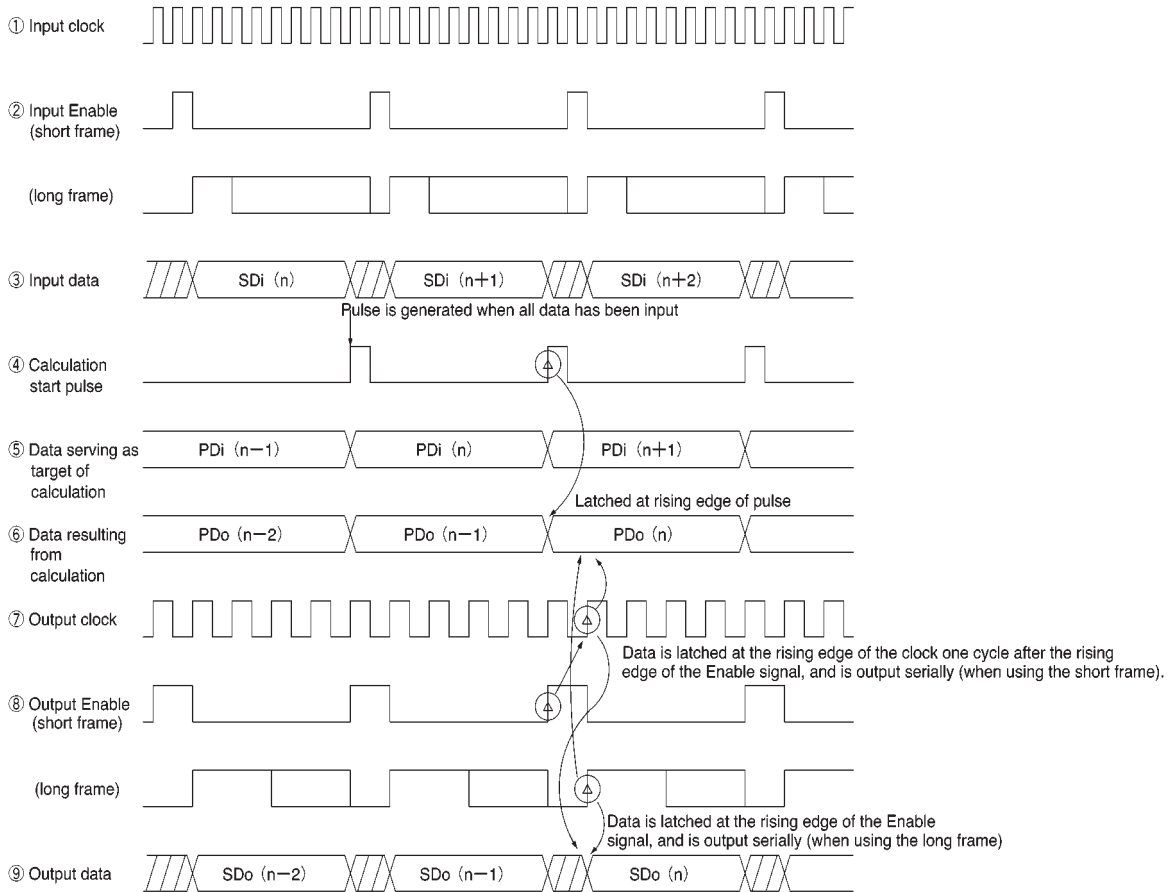 ① Input clock
② Input Enable
(short frame)
(long frame)
③ Input data
SDi (n)
SDi (n+1)
SDi (n+2)
Pulse is generated when all data has been input
④ Calculation
start pulse
⑤ Data serving as
target of
calculation
PDi (n−1)
PDi (n)
PDi (n+1)
Latched at rising edge of pulse
⑥ Data resulting
from
calculation
PDo (n−2)
PDo (n−1)
PDo (n)
⑦ Output clock
Data is latched at the rising edge of the clock one cycle after the rising
edge of the Enable signal, and is output serially (when using the short frame).
⑧ Output Enable
(short frame)
(long frame)
Data is latched at the rising edge of the Enable
signal, and is output serially (when using the long frame)
⑨ Output data
SDo (n−2)
SDo (n−1)
SDo (n)